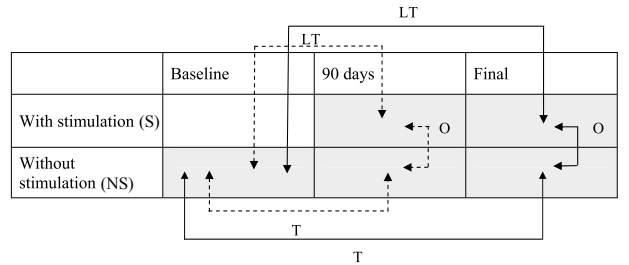 LT
LT
Baseline 90 days Final
With stimulation (S) O O
Without
stimulation (NS)
T
T